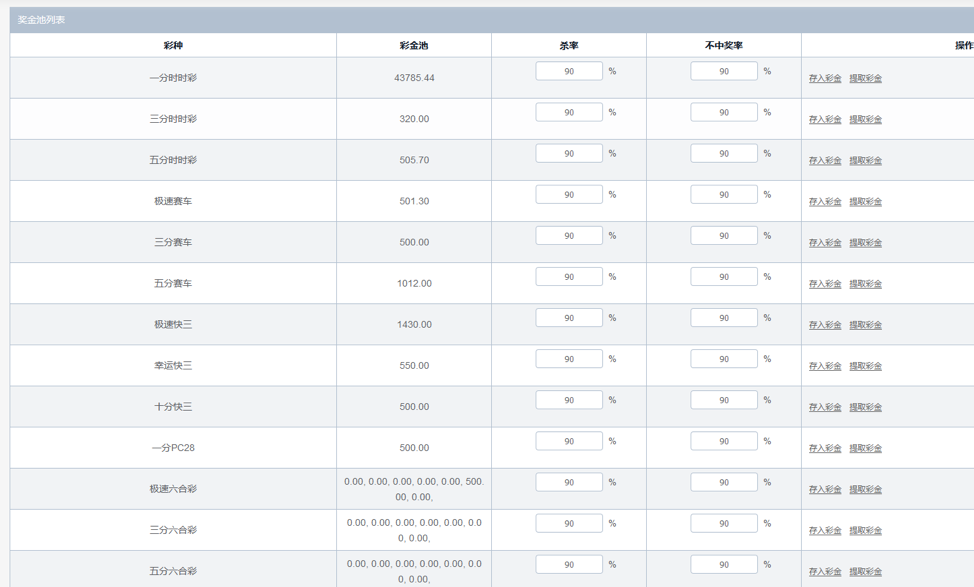 奖金池列表
彩种 彩金池 杀率 不中奖率 操作
一分时时彩 43785.44 90 % 90 % 存入彩金 提取彩金
三分时时彩 320.00 90 % 90 % 存入彩金 提取彩金
五分时时彩 505.70 90 % 90 % 存入彩金 提取彩金
极速赛车 501.30 90 % 90 % 存入彩金 提取彩金
三分赛车 500.00 90 % 90 % 存入彩金 提取彩金
五分赛车 1012.00 90 % 90 % 存入彩金 提取彩金
极速快三 1430.00 90 % 90 % 存入彩金 提取彩金
幸运快三 550.00 90 % 90 % 存入彩金 提取彩金
十分快三 500.00 90 % 90 % 存入彩金 提取彩金
一分PC28 500.00 90 % 90 % 存入彩金 提取彩金
极速六合彩 0.00, 0.00, 0.00, 0.00, 0.00, 500.
00, 0.00, 90 % 90 % 存入彩金 提取彩金
三分六合彩 0.00, 0.00, 0.00, 0.00, 0.00, 0.0
0, 0.00, 90 % 90 % 存入彩金 提取彩金
五分六合彩 0.00, 0.00, 0.00, 0.00, 0.00, 0.0
0, 0.00, 90 % 90 % 存入彩金 提取彩金